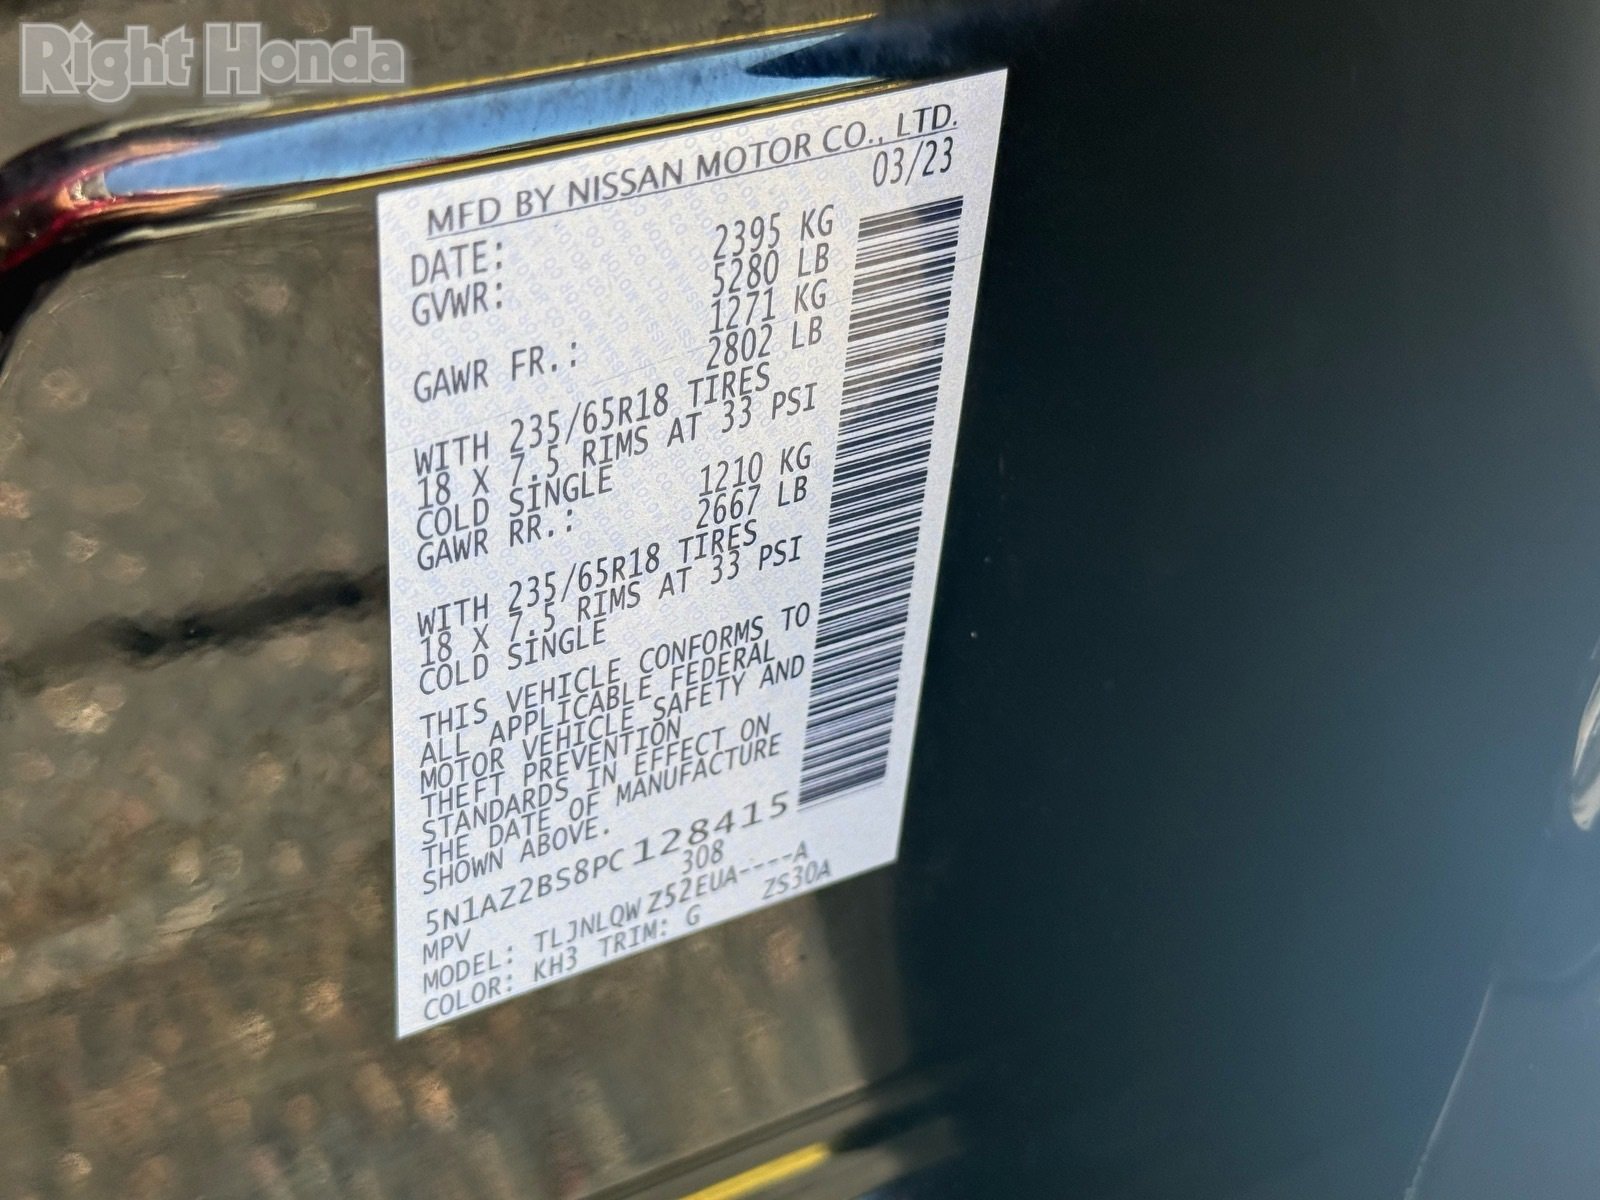 Right Honda
MFD BY NISSAN MOTOR CO., LTD.
DATE: 03/23
GVWR: 2395 KG
5280 LB
GAWR FR.: 1271 KG
2802 LB
WITH 235/65R18 TIRES
18 X 7.5 RIMS AT 33 PSI
COLD SINGLE
GAWR RR.: 1210 KG
2667 LB
WITH 235/65R18 TIRES
18 X 7.5 RIMS AT 33 PSI
COLD SINGLE
THIS VEHICLE CONFORMS TO
ALL APPLICABLE FEDERAL
MOTOR VEHICLE SAFETY AND
THEFT PREVENTION
STANDARDS IN EFFECT ON
THE DATE OF MANUFACTURE
SHOWN ABOVE.
5N1AZ2BS8PC128415
MPV 308
MODEL: TLJNLQWZ52EUA----A
COLOR: KH3 TRIM: G ZS30A